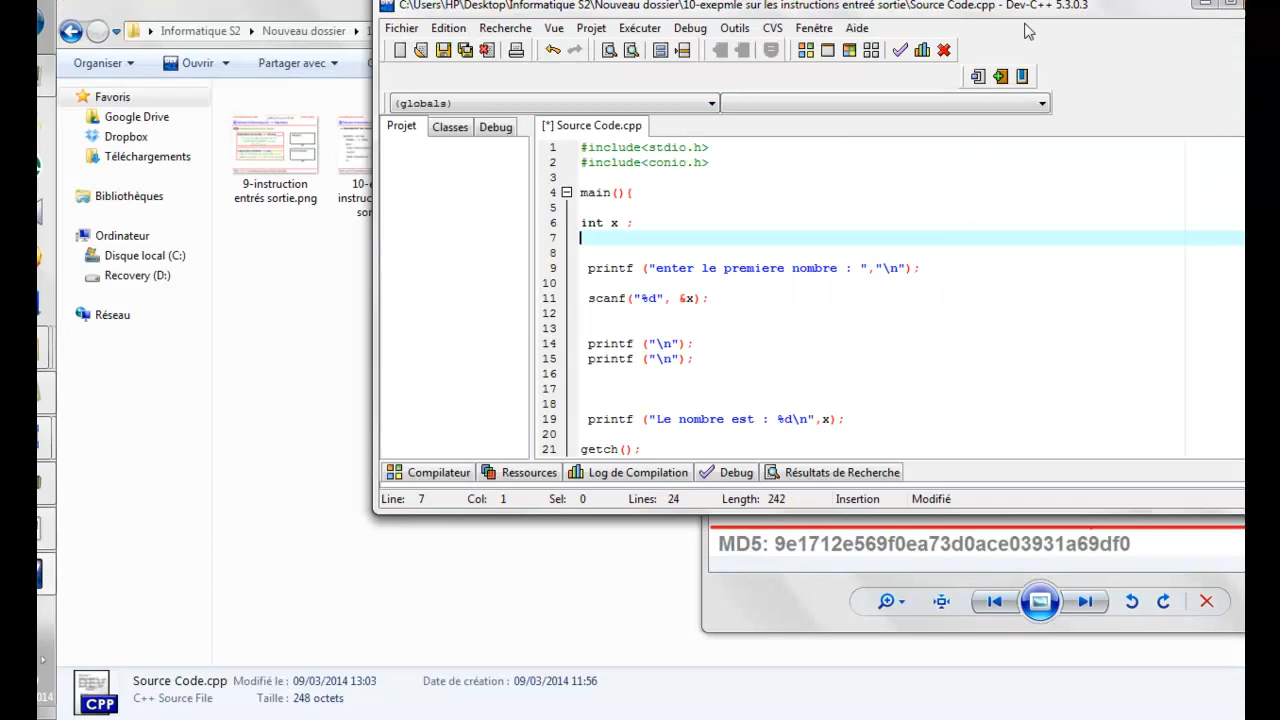 C:\Users\HP\Desktop\Informatique S2\Nouveau dossier\10-exepmle sur les instructions entreé sortie\Source Code.cpp - Dev-C++ 5.3.0.3
Informatique S2 Nouveau dossier 1
Fichier Edition Recherche Vue Projet Exécuter Debug Outils CVS Fenêtre Aide
Organiser Ouvrir Partager avec
(globals)
Projet Classes Debug [*] Source Code.cpp
Favoris
Google Drive
Dropbox
Téléchargements
Bibliothèques
Ordinateur
Disque local (C:)
Recovery (D:)
Réseau
9-instruction
entrés sortie.png
10-e
instruc
sor
1 #include<stdio.h>
2 #include<conio.h>
3
4 main(){
5
6 int x ;
7
8
9 printf ("enter le premiere nombre : ","\n");
10
11 scanf("%d", &x);
12
13
14 printf ("\n");
15 printf ("\n");
16
17
18
19 printf ("Le nombre est : %d\n",x);
20
21 getch();
Compilateur Ressources Log de Compilation Debug Résultats de Recherche
Line: 7 Col: 1 Sel: 0 Lines: 24 Length: 242 Insertion Modifié
MD5: 9e1712e569f0ea73d0ace03931a69df0
Source Code.cpp Modifié le : 09/03/2014 13:03 Date de création : 09/03/2014 11:56
C++ Source File Taille : 248 octets
DEV
CPP
014